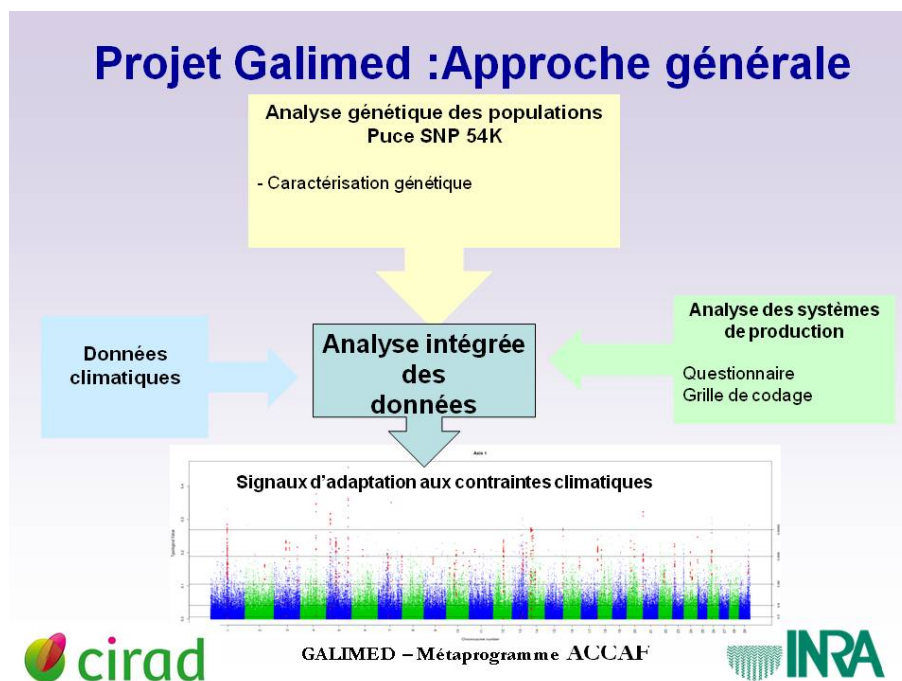 Projet Galimed :Approche générale
Analyse génétique des populations
Puce SNP 54K
- Caractérisation génétique
Données
climatiques
Analyse intégrée
des
données
Analyse des systèmes
de production
Questionnaire
Grille de codage
Signaux d'adaptation aux contraintes climatiques
Chromosome number
cirad
GALIMED – Métaprogramme ACCAF
INRA